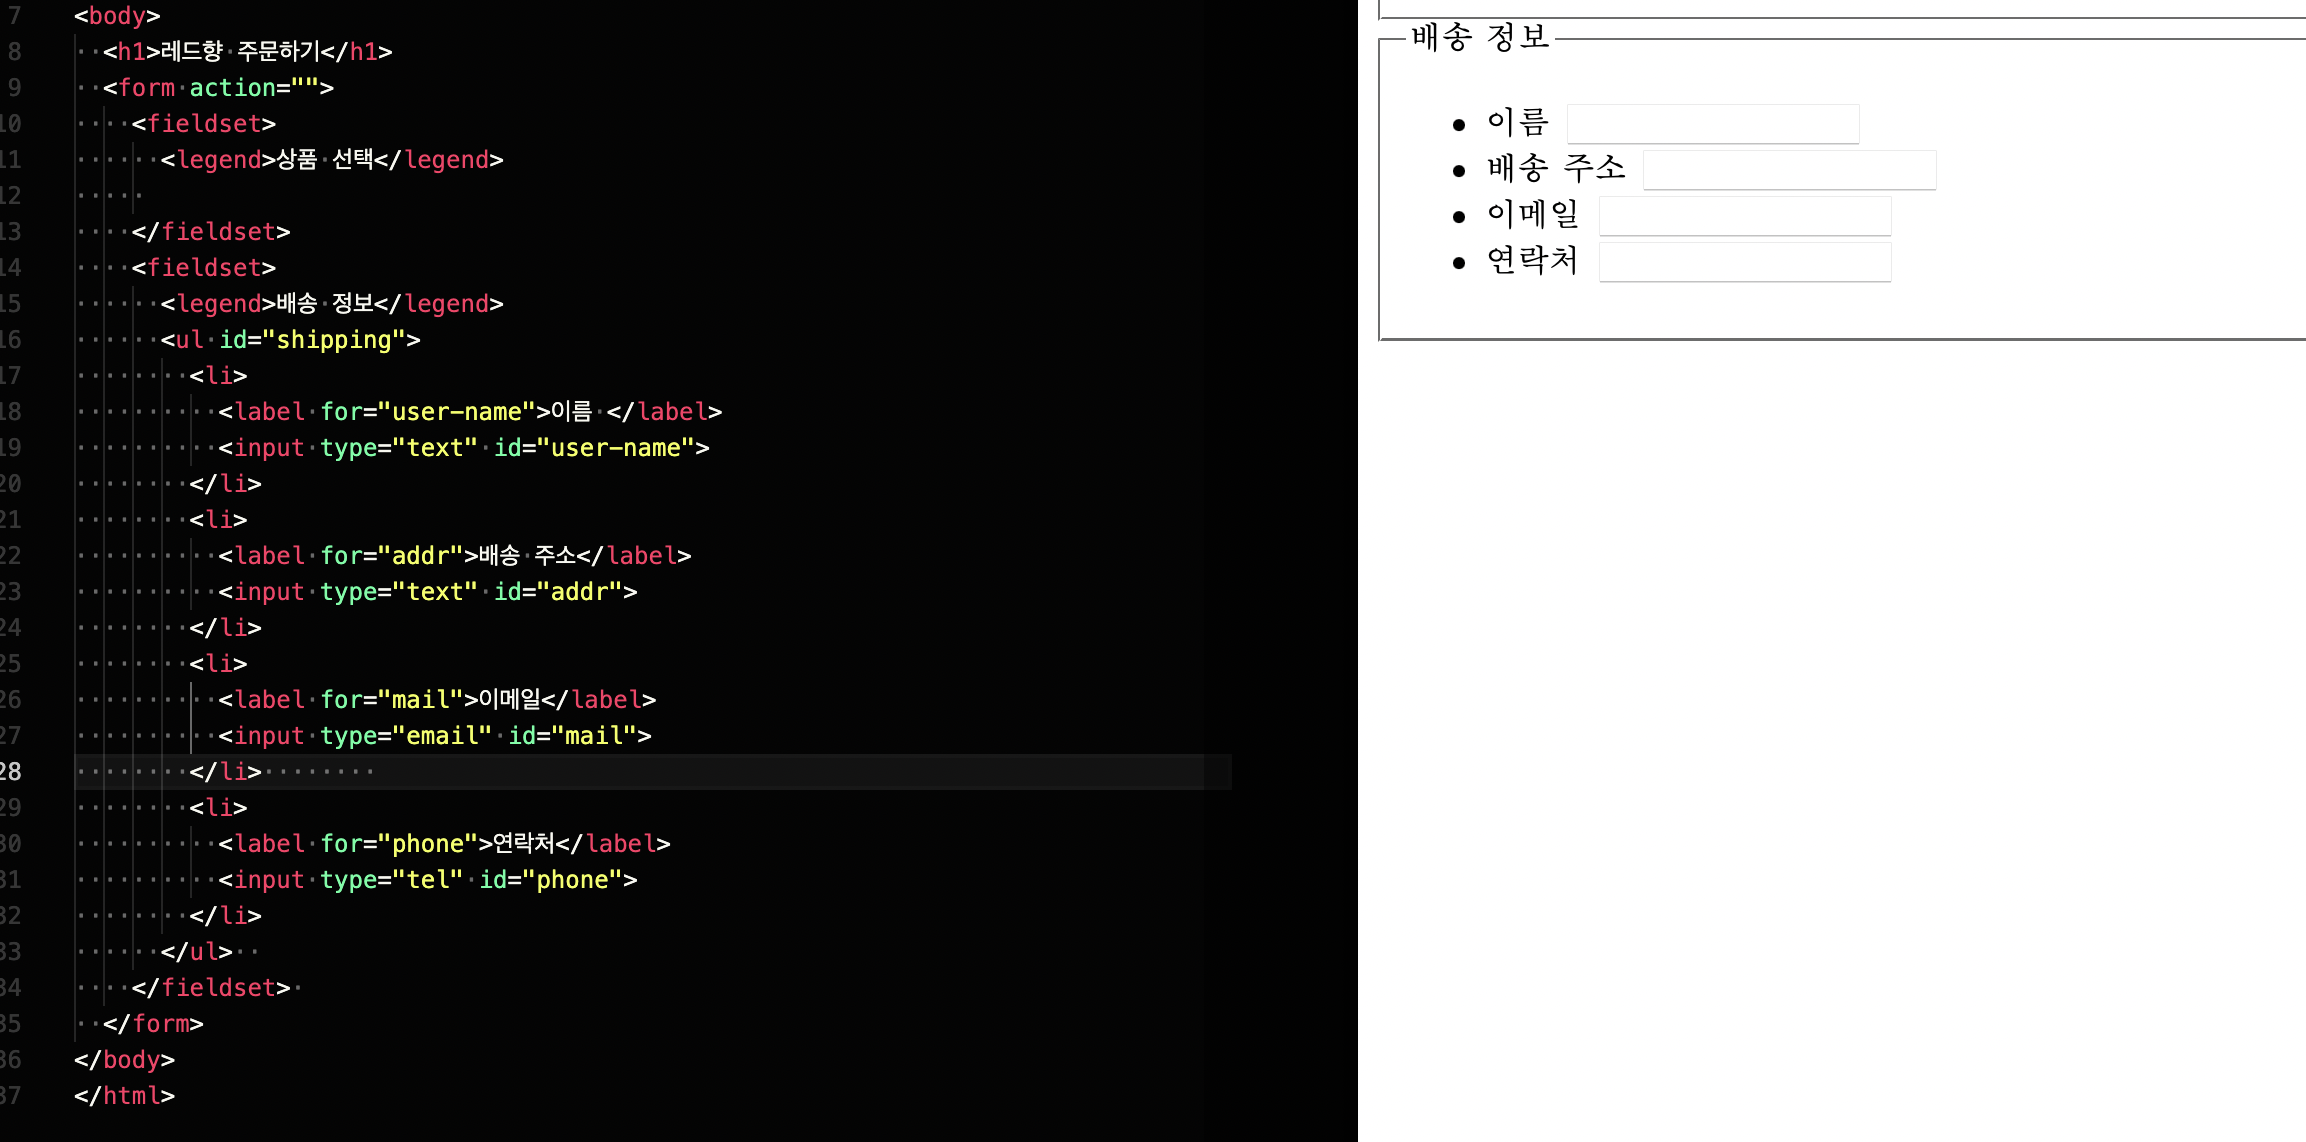 7 <body>
8 <h1>레드향 주문하기</h1>
9 <form action="">
10 <fieldset>
11 <legend>상품 선택</legend>
12
13 </fieldset>
14 <fieldset>
15 <legend>배송 정보</legend>
16 <ul id="shipping">
17 <li>
18 <label for="user-name">이름 </label>
19 <input type="text" id="user-name">
20 </li>
21 <li>
22 <label for="addr">배송 주소</label>
23 <input type="text" id="addr">
24 </li>
25 <li>
26 <label for="mail">이메일</label>
27 <input type="email" id="mail">
28 </li>
29 <li>
30 <label for="phone">연락처</label>
31 <input type="tel" id="phone">
32 </li>
33 </ul>
34 </fieldset>
35 </form>
36 </body>
37 </html>
배송 정보
• 이름
• 배송 주소
• 이메일
• 연락처